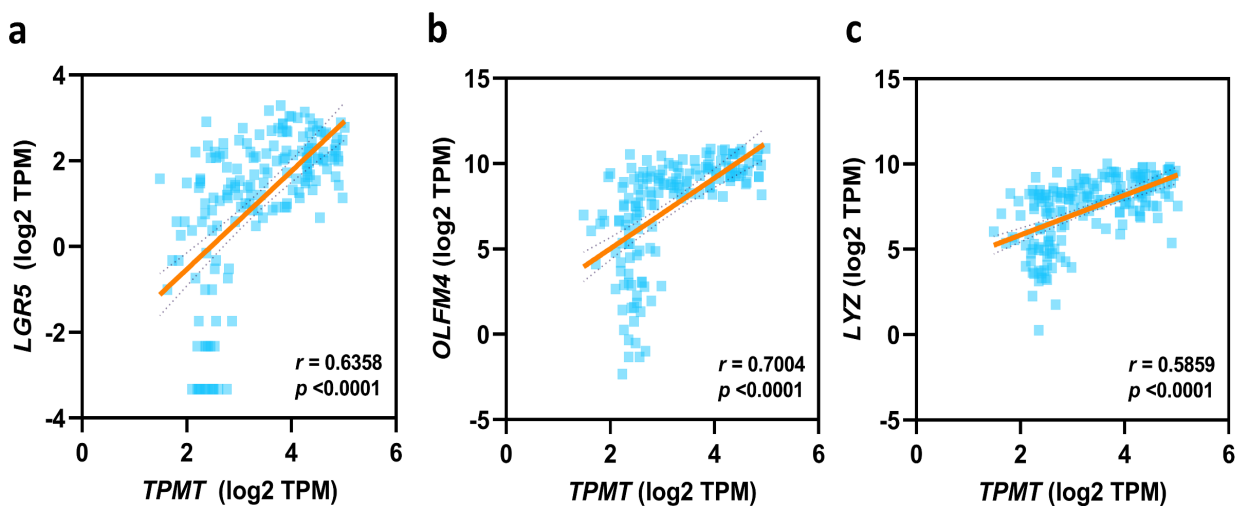 a
LGR5 (log2 TPM)
4
2
0
-2
-4
r = 0.6358
p <0.0001
0 2 4 6
TPMT (log2 TPM)
b
OLFM4 (log2 TPM)
15
10
5
0
-5
r = 0.7004
p <0.0001
0 2 4 6
TPMT (log2 TPM)
c
LYZ (log2 TPM)
15
10
5
0
-5
r = 0.5859
p <0.0001
0 2 4 6
TPMT (log2 TPM)